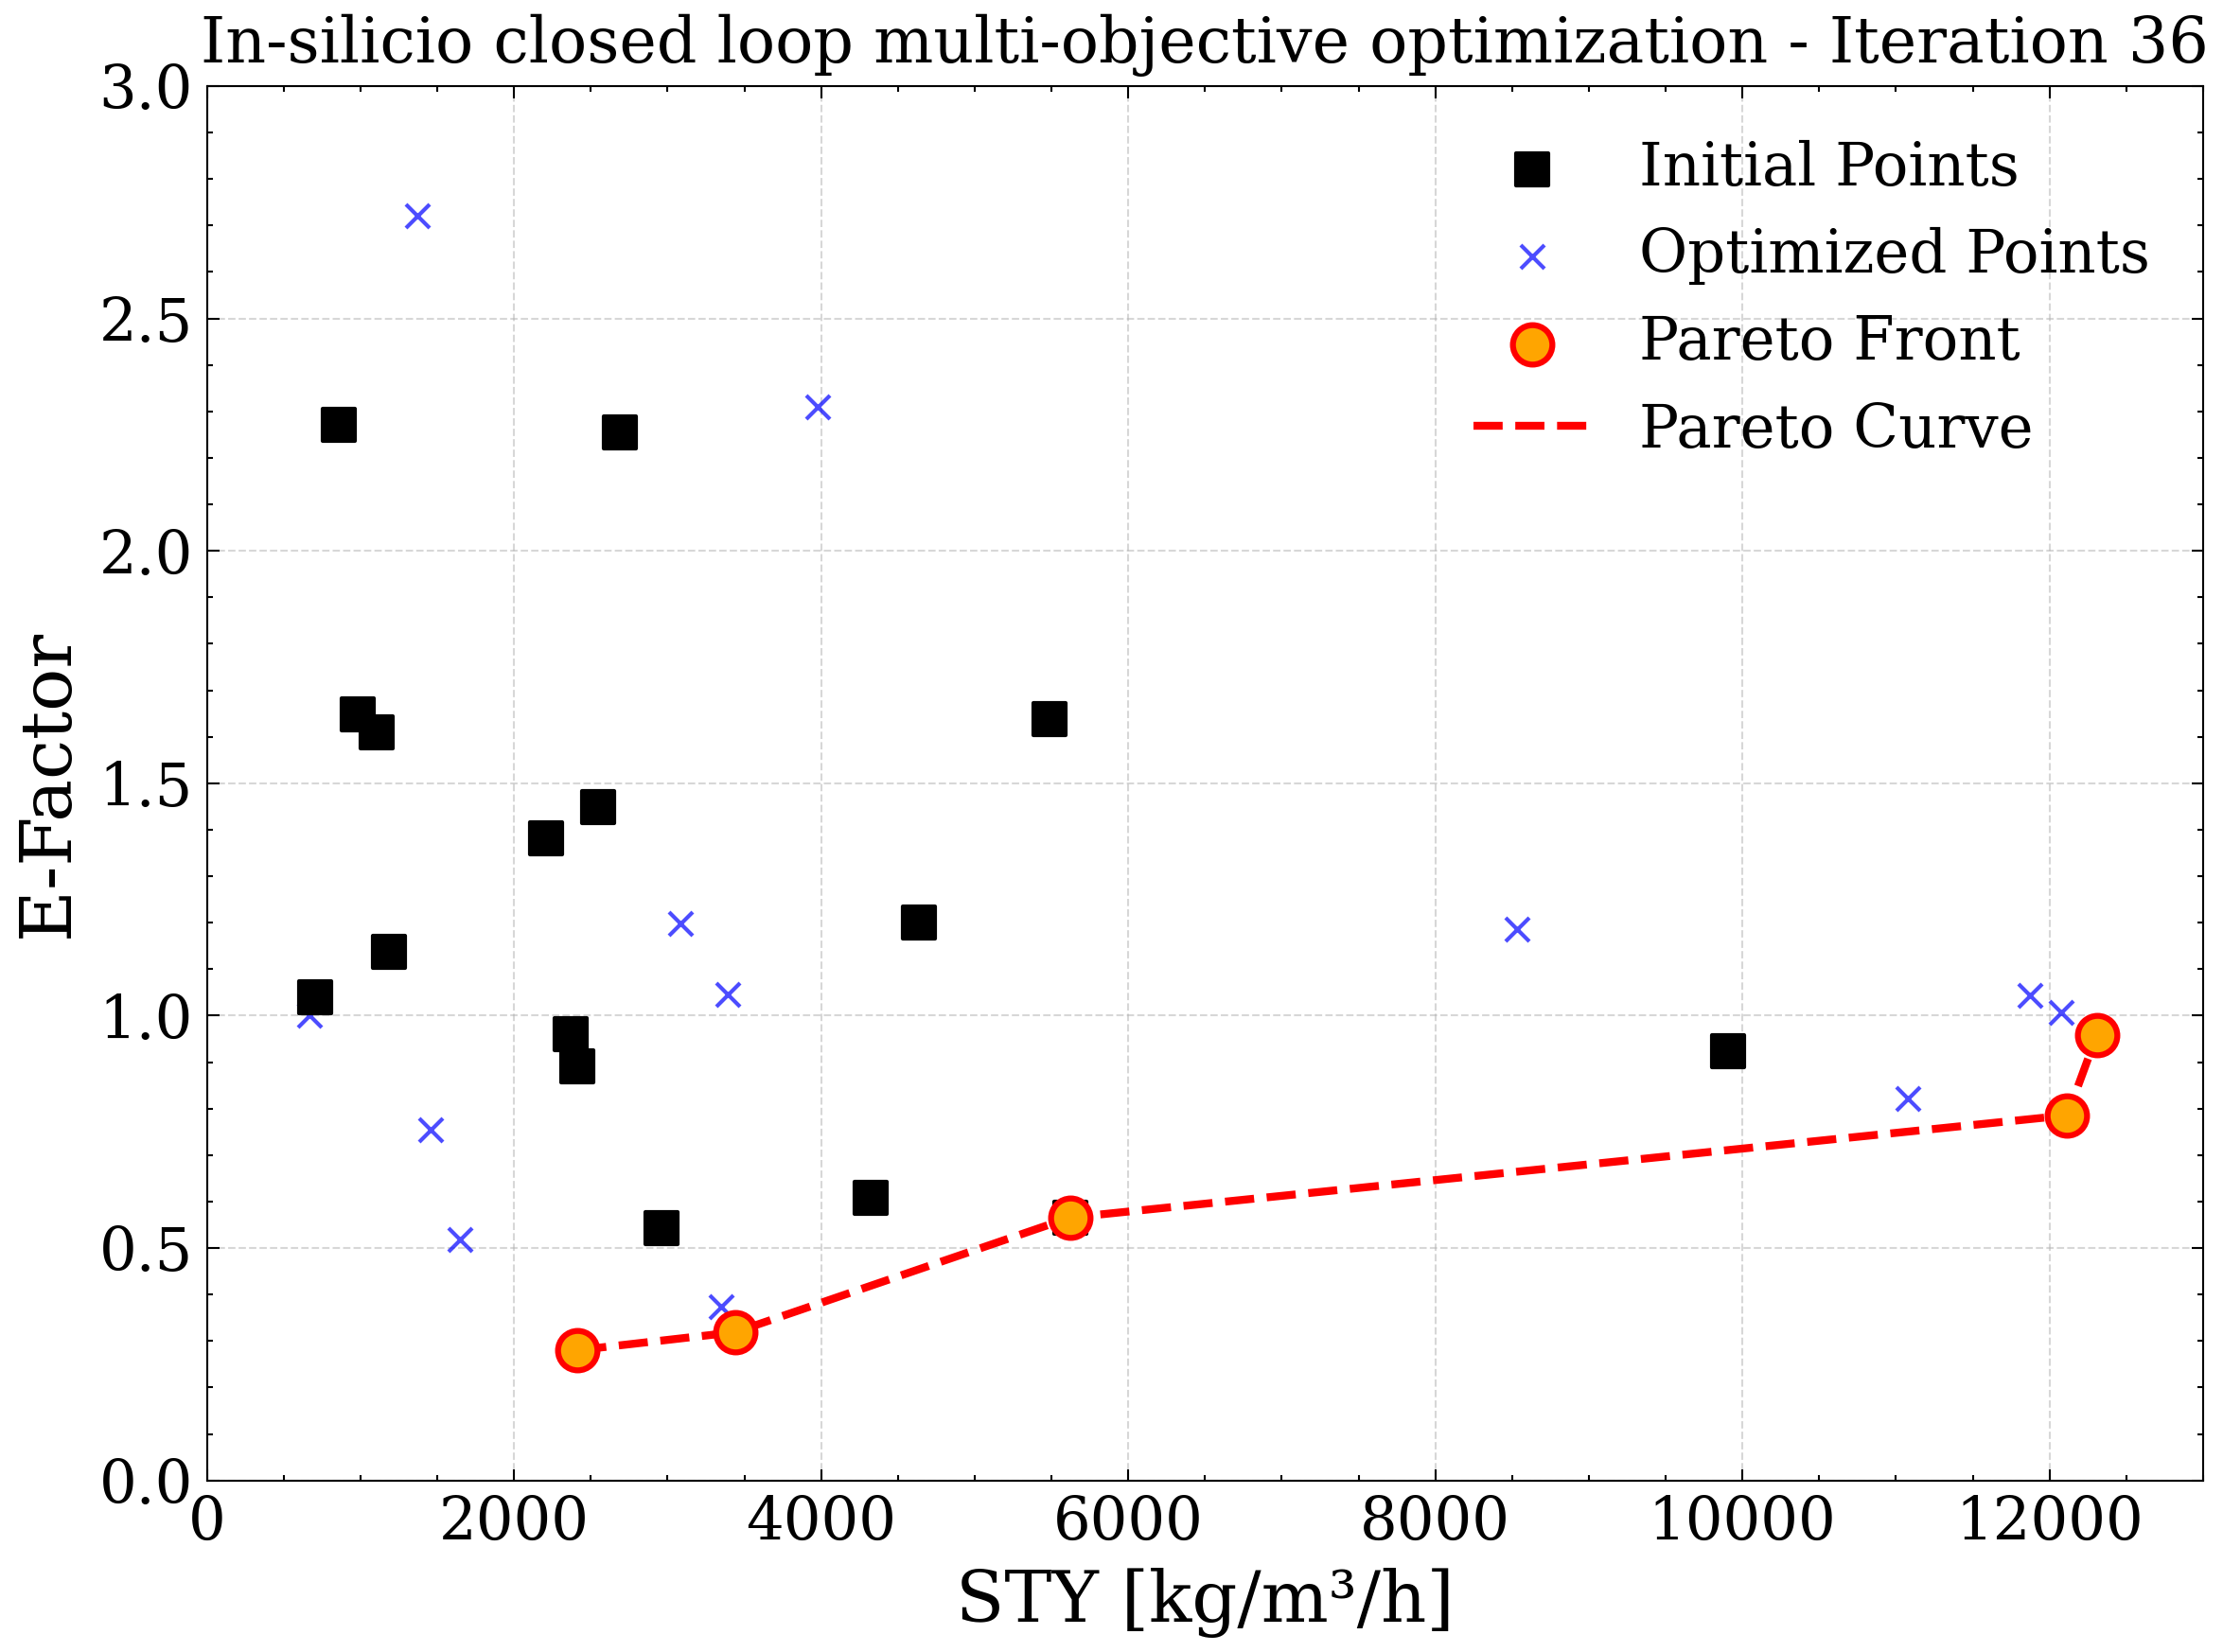 In-silicio closed loop multi-objective optimization - Iteration 36
3.0
2.5
2.0
1.5
1.0
0.5
0.0
E-Factor
Initial Points
Optimized Points
Pareto Front
Pareto Curve
0 2000 4000 6000 8000 10000 12000
STY [kg/m³/h]